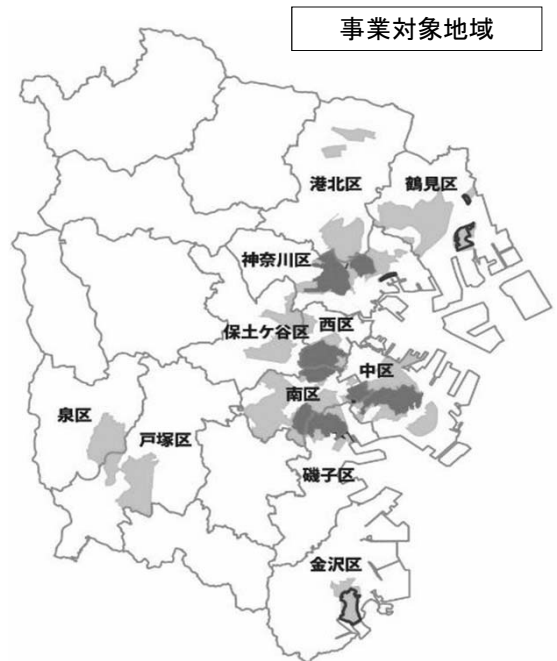 事業対象地域
港北区
鶴見区
神奈川区
保土ケ谷区
西区
中区
南区
泉区
戸塚区
磯子区
金沢区